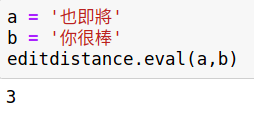 a = '也即將'
b = '你很棒'
editdistance.eval(a,b)
3